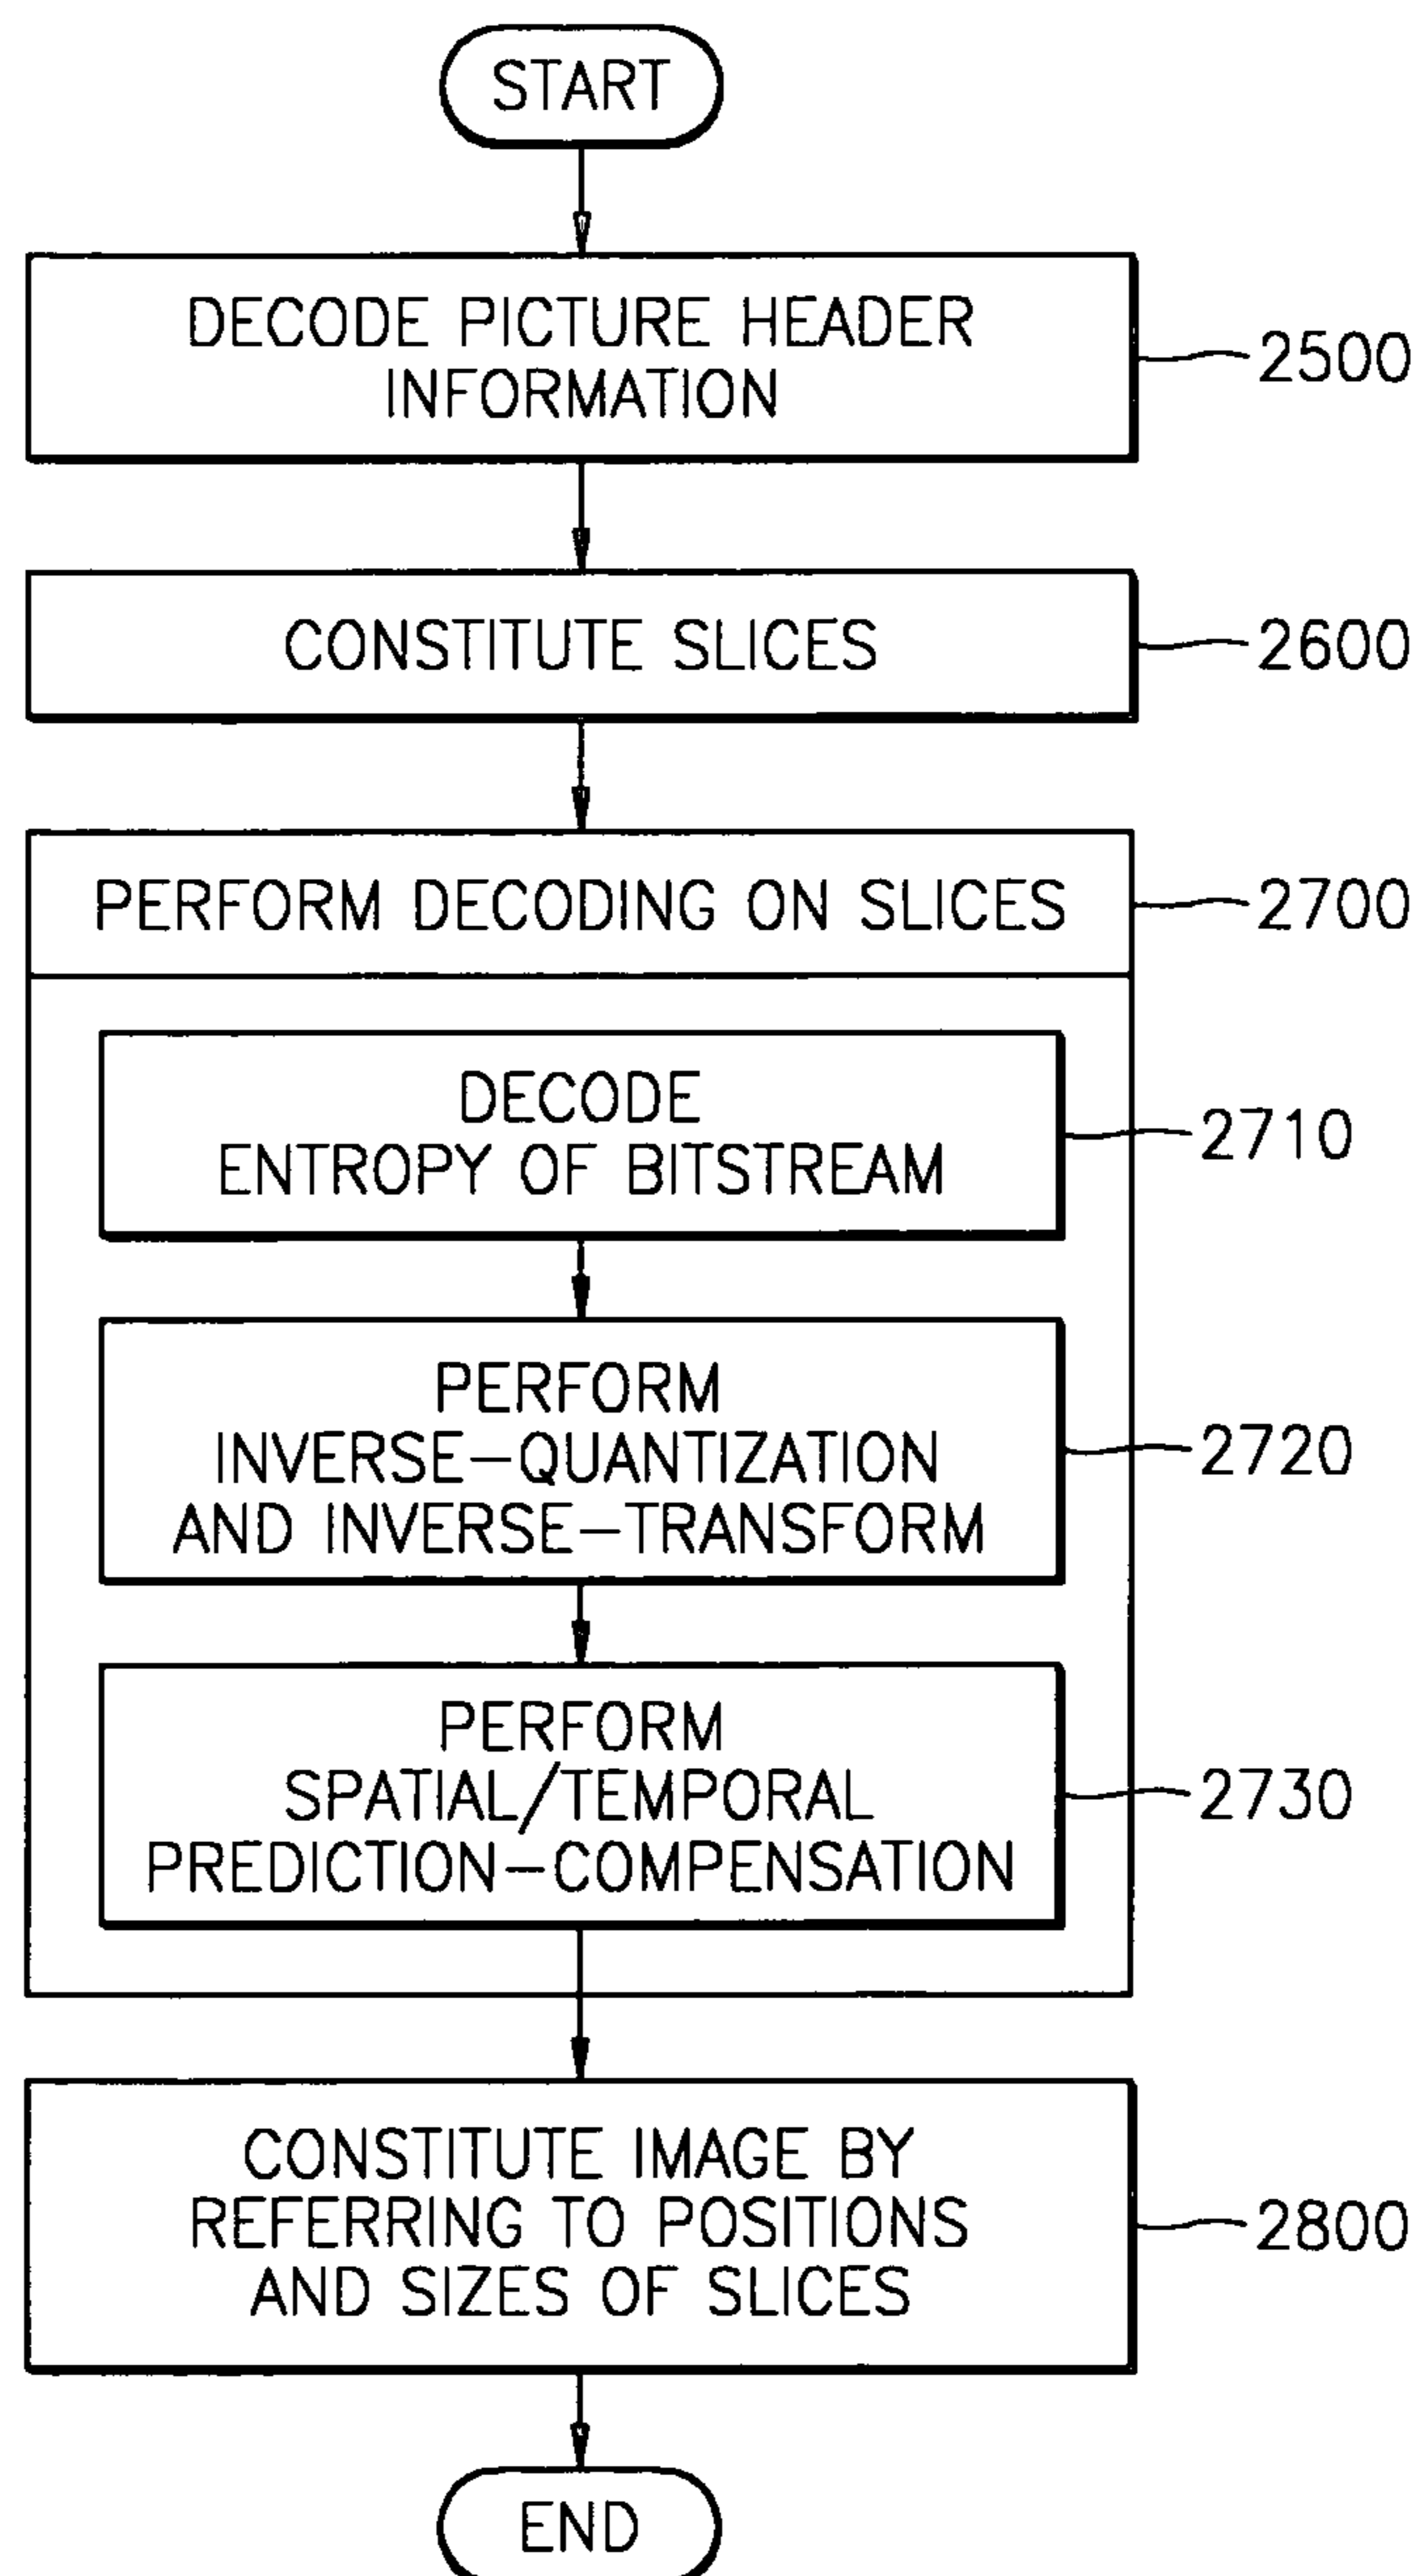 START
DECODE PICTURE HEADER
INFORMATION
2500
CONSTITUTE SLICES
2600
PERFORM DECODING ON SLICES
2700
DECODE
ENTROPY OF BITSTREAM
2710
PERFORM
INVERSE-QUANTIZATION
AND INVERSE-TRANSFORM
2720
PERFORM
SPATIAL/TEMPORAL
PREDICTION-COMPENSATION
2730
CONSTITUTE IMAGE BY
REFERRING TO POSITIONS
AND SIZES OF SLICES
2800
END